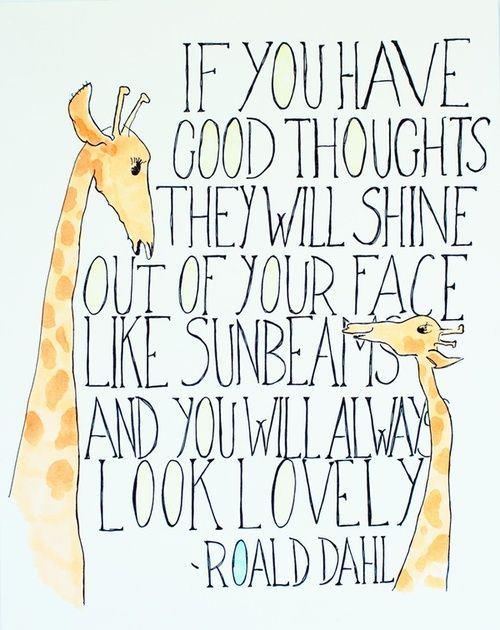 IF YOU HAVE
GOOD THOUGHTS
THEY WILL SHINE
OUT OF YOUR FACE
LIKE SUNBEAMS
AND YOU WILL ALWAYS
LOOK LOVELY
-ROALD DAHL